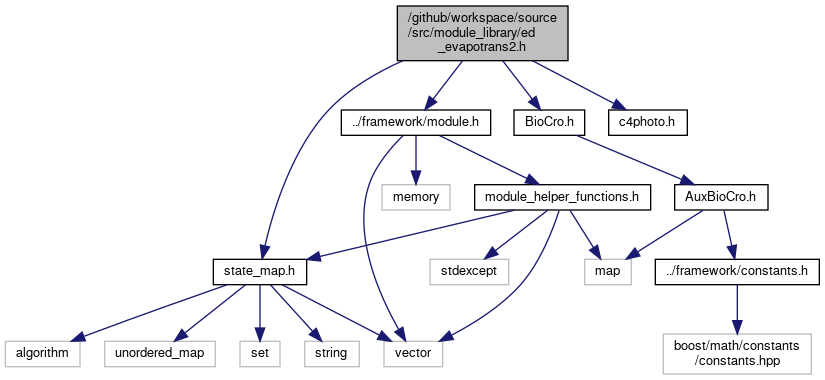 /github/workspace/source
/src/module_library/ed
_evapotrans2.h
../framework/module.h
BioCro.h
c4photo.h
memory
module_helper_functions.h
AuxBioCro.h
state_map.h
stdexcept
map
../framework/constants.h
algorithm
unordered_map
set
string
vector
boost/math/constants
/constants.hpp